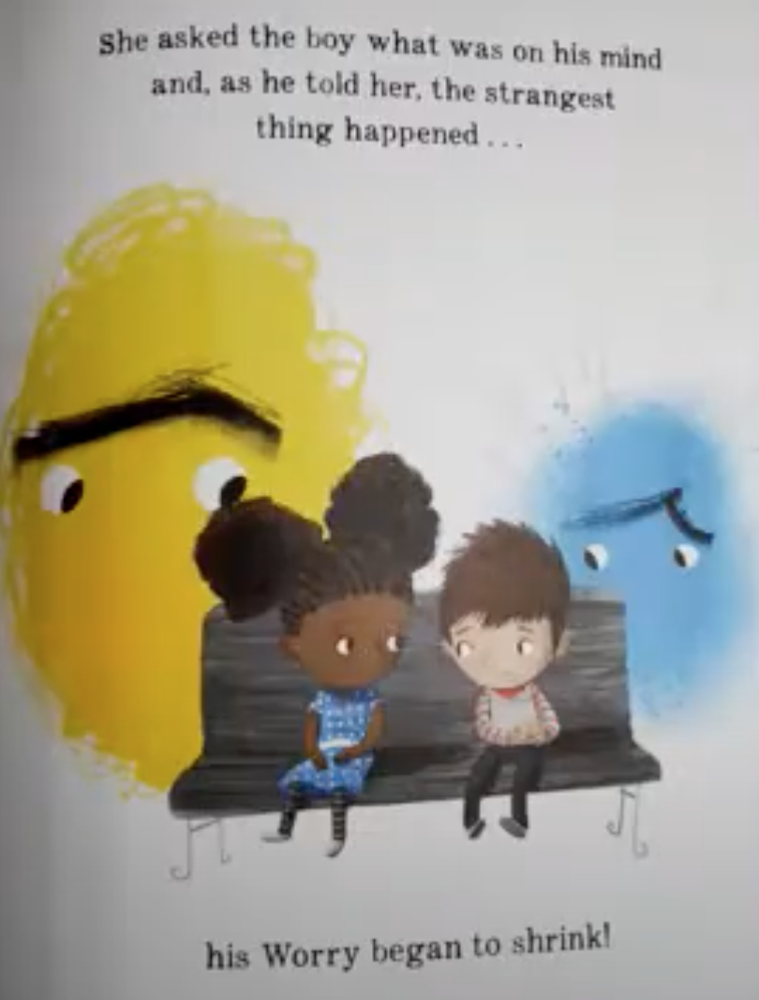 She asked the boy what was on his mind
and, as he told her, the strangest
thing happened ...
his Worry began to shrink!